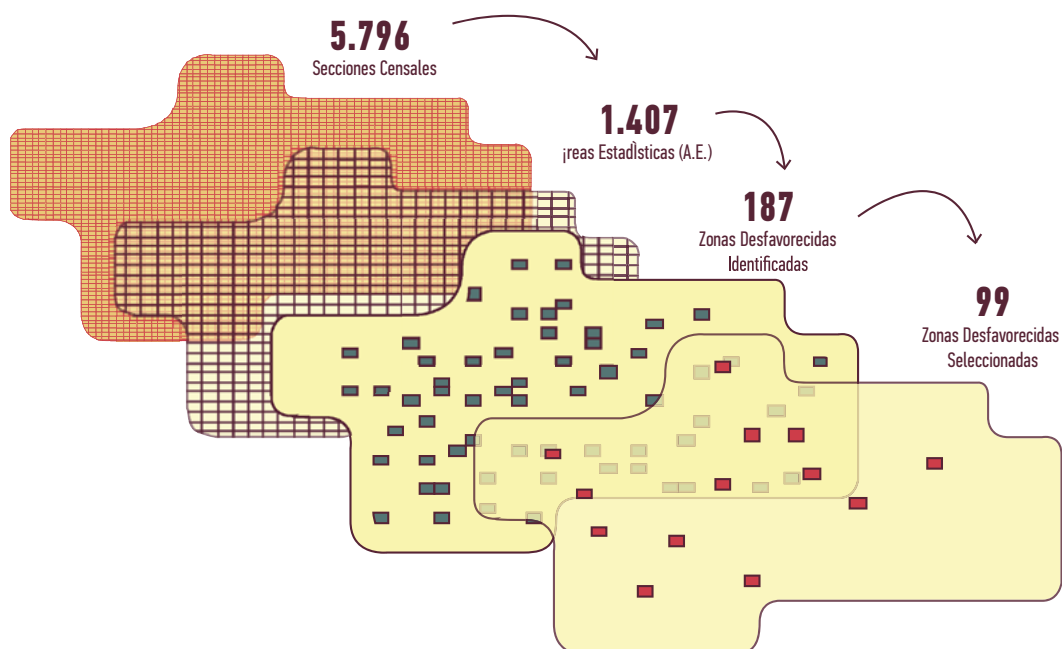 5.796
Secciones Censales
1.407
¡reas EstadÌsticas (A.E.)
187
Zonas Desfavorecidas
Identificadas
99
Zonas Desfavorecidas
Seleccionadas